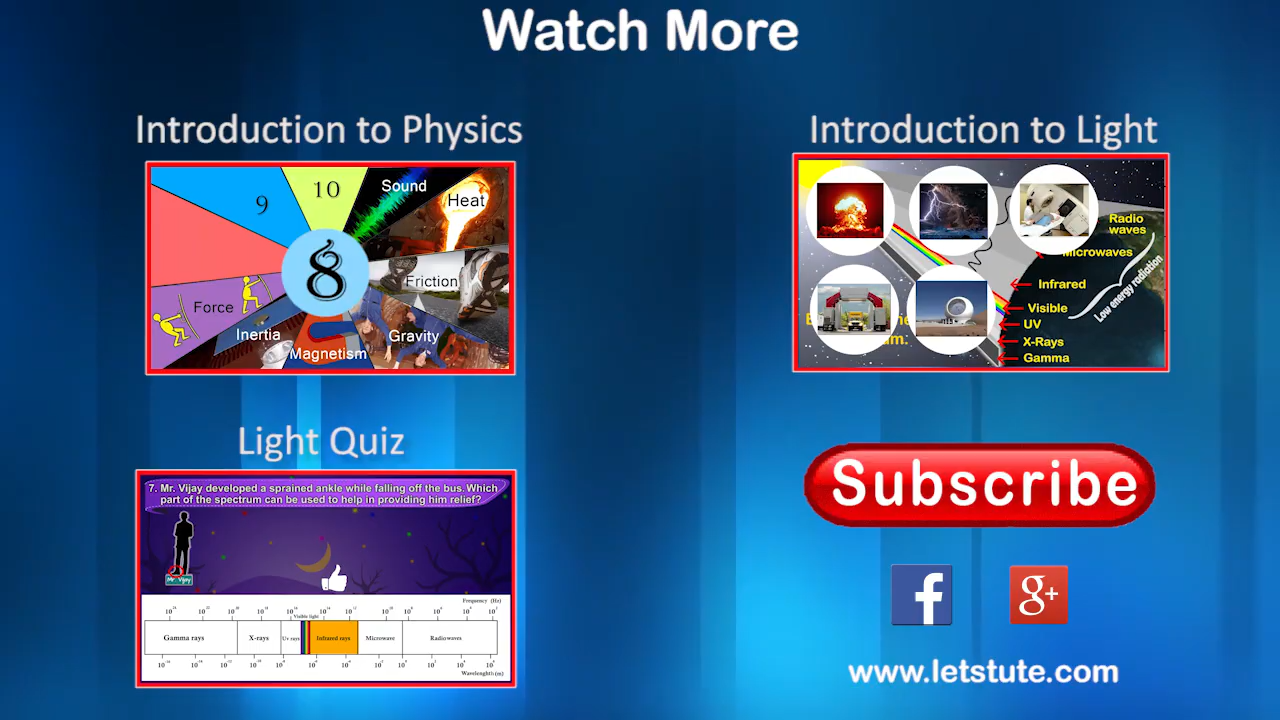 Watch More
Introduction to Physics
9
10
Sound
Heat
8
Friction
Force
Inertia
Gravity
Magnetism
Introduction to Light
Radio
waves
Microwaves
Infrared
Visible
UV
X-Rays
Gamma
Low energy radiation
Light Quiz
7. Mr. Vijay developed a sprained ankle while falling off the bus. Which
part of the spectrum can be used to help in providing him relief?
Mr. Vijay
Frequency (Hz)
Visible light
Gamma rays
X-rays
Uv rays
Infrared rays
Microwave
Radiowaves
Wavelenght (m)
Subscribe
f
g+
www.letstute.com